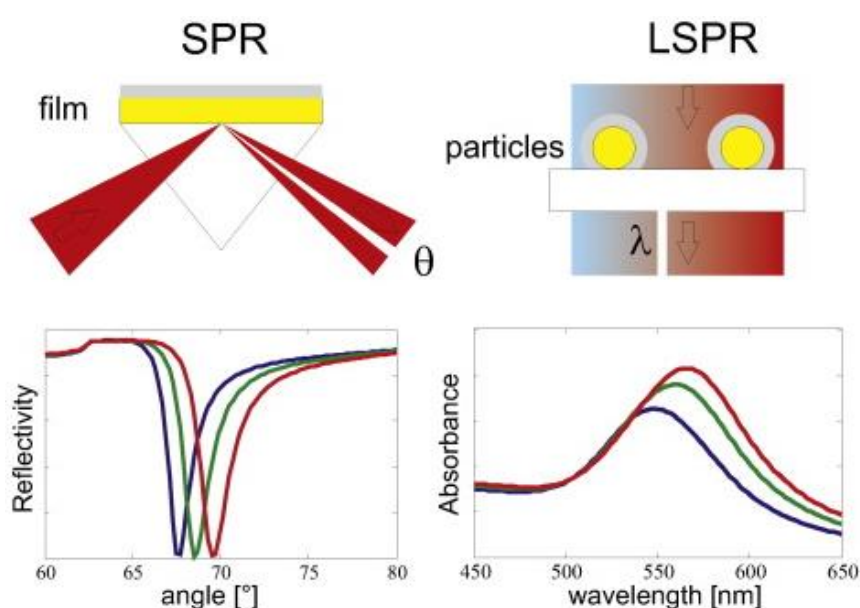 SPR
film
θ
Reflectivity
60 65 70 75 80
angle [°]
LSPR
particles
λ
Absorbance
450 500 550 600 650
wavelength [nm]